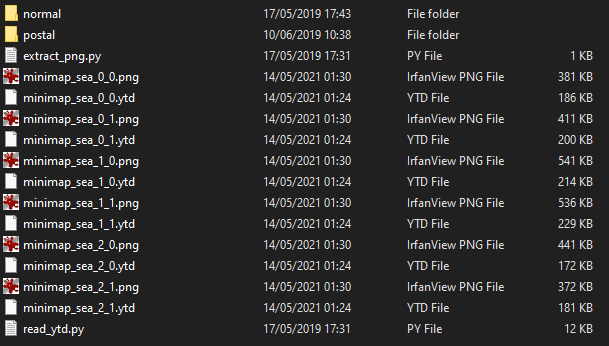 normal 17/05/2019 17:43 File folder
postal 10/06/2019 10:38 File folder
extract_png.py 17/05/2019 17:31 PY File 1 KB
minimap_sea_0_0.png 14/05/2021 01:30 IrfanView PNG File 381 KB
minimap_sea_0_0.ytd 14/05/2021 01:24 YTD File 186 KB
minimap_sea_0_1.png 14/05/2021 01:30 IrfanView PNG File 411 KB
minimap_sea_0_1.ytd 14/05/2021 01:24 YTD File 200 KB
minimap_sea_1_0.png 14/05/2021 01:30 IrfanView PNG File 541 KB
minimap_sea_1_0.ytd 14/05/2021 01:24 YTD File 214 KB
minimap_sea_1_1.png 14/05/2021 01:30 IrfanView PNG File 536 KB
minimap_sea_1_1.ytd 14/05/2021 01:24 YTD File 229 KB
minimap_sea_2_0.png 14/05/2021 01:30 IrfanView PNG File 441 KB
minimap_sea_2_0.ytd 14/05/2021 01:24 YTD File 172 KB
minimap_sea_2_1.png 14/05/2021 01:30 IrfanView PNG File 372 KB
minimap_sea_2_1.ytd 14/05/2021 01:24 YTD File 181 KB
read_ytd.py 17/05/2019 17:31 PY File 12 KB